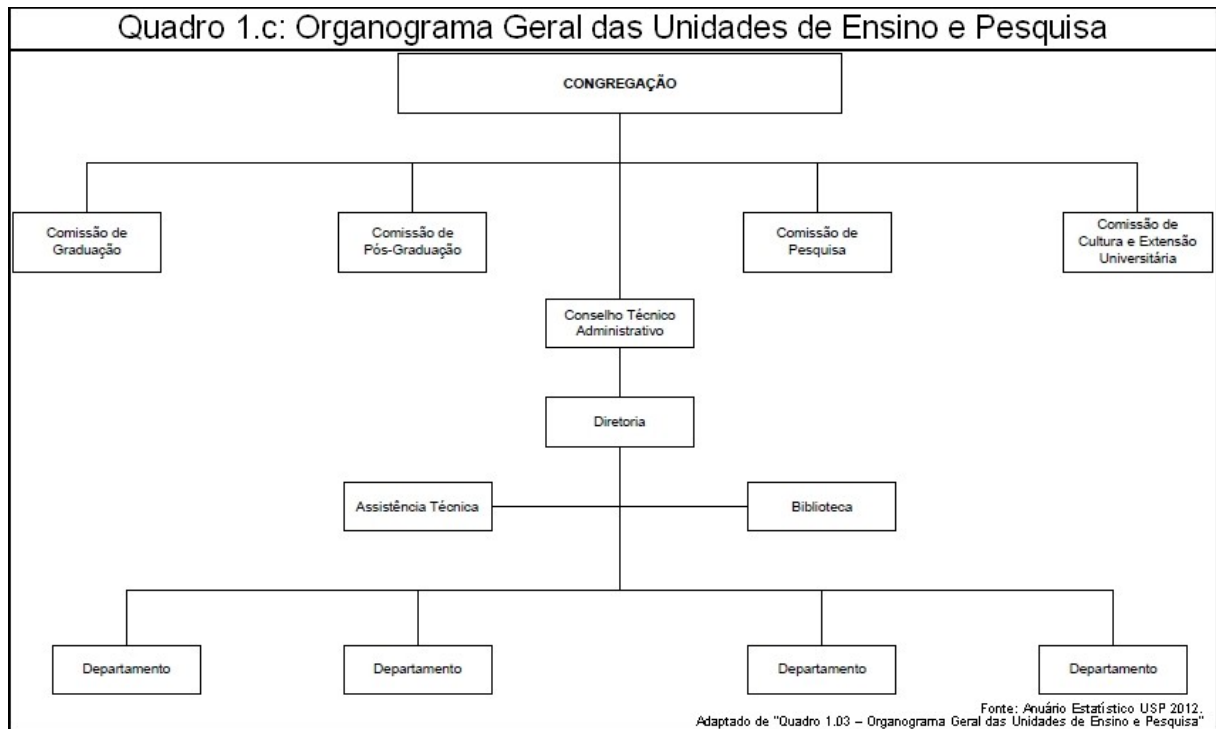 Quadro 1.c: Organograma Geral das Unidades de Ensino e Pesquisa
CONGREGAÇÃO
Comissão de
Graduação
Comissão de
Pós-Graduação
Comissão de
Pesquisa
Comissão de
Cultura e Extensão
Universitária
Conselho Técnico
Administrativo
Diretoria
Assistência Técnica
Biblioteca
Departamento
Departamento
Departamento
Departamento
Fonte: Anuário Estatístico USP 2012.
Adaptado de "Quadro 1.03 – Organograma Geral das Unidades de Ensino e Pesquisa"